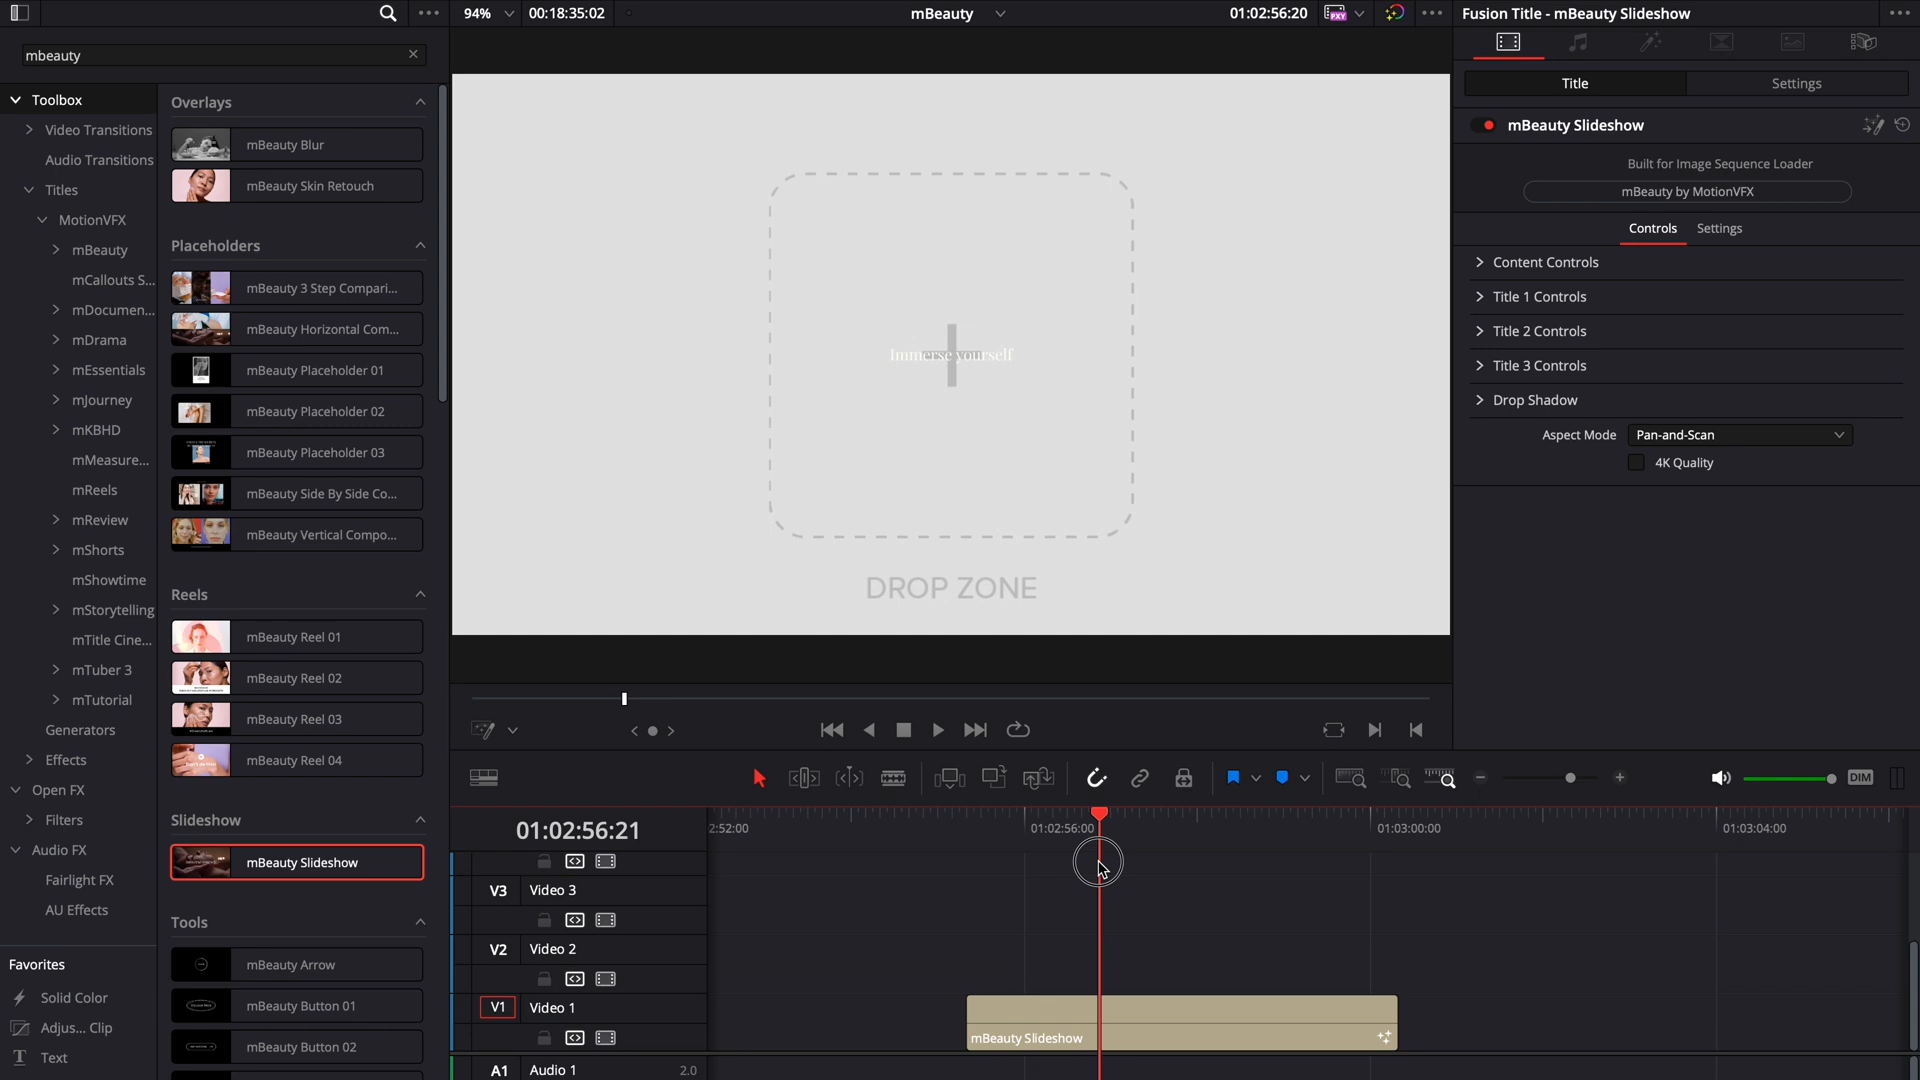 94%
00:18:35:02
mBeauty
01:02:56:20
PXY
Fusion Title - mBeauty Slideshow
mbeauty
Toolbox
Video Transitions
Audio Transitions
Titles
MotionVFX
mBeauty
mCallouts S...
mDocumen...
mDrama
mEssentials
mJourney
mKBHD
mMeasure...
mReels
mReview
mShorts
mShowtime
mStorytelling
mTitle Cine...
mTuber 3
mTutorial
Generators
Effects
Open FX
Filters
Audio FX
Fairlight FX
AU Effects
Favorites
Solid Color
Adjus... Clip
Text
Overlays
mBeauty Blur
mBeauty Skin Retouch
Placeholders
mBeauty 3 Step Compari...
mBeauty Horizontal Com...
mBeauty Placeholder 01
mBeauty Placeholder 02
mBeauty Placeholder 03
mBeauty Side By Side Co...
mBeauty Vertical Compo...
Reels
mBeauty Reel 01
mBeauty Reel 02
mBeauty Reel 03
mBeauty Reel 04
Slideshow
mBeauty Slideshow
Tools
mBeauty Arrow
mBeauty Button 01
mBeauty Button 02
Immerse yourself
DROP ZONE
Title
Settings
mBeauty Slideshow
Built for Image Sequence Loader
mBeauty by MotionVFX
Controls
Settings
Content Controls
Title 1 Controls
Title 2 Controls
Title 3 Controls
Drop Shadow
Aspect Mode
Pan-and-Scan
4K Quality
DIM
01:02:56:21
2:52:00
01:02:56:00
01:03:00:00
01:03:04:00
V3
Video 3
V2
Video 2
V1
Video 1
mBeauty Slideshow
A1
Audio 1
2.0